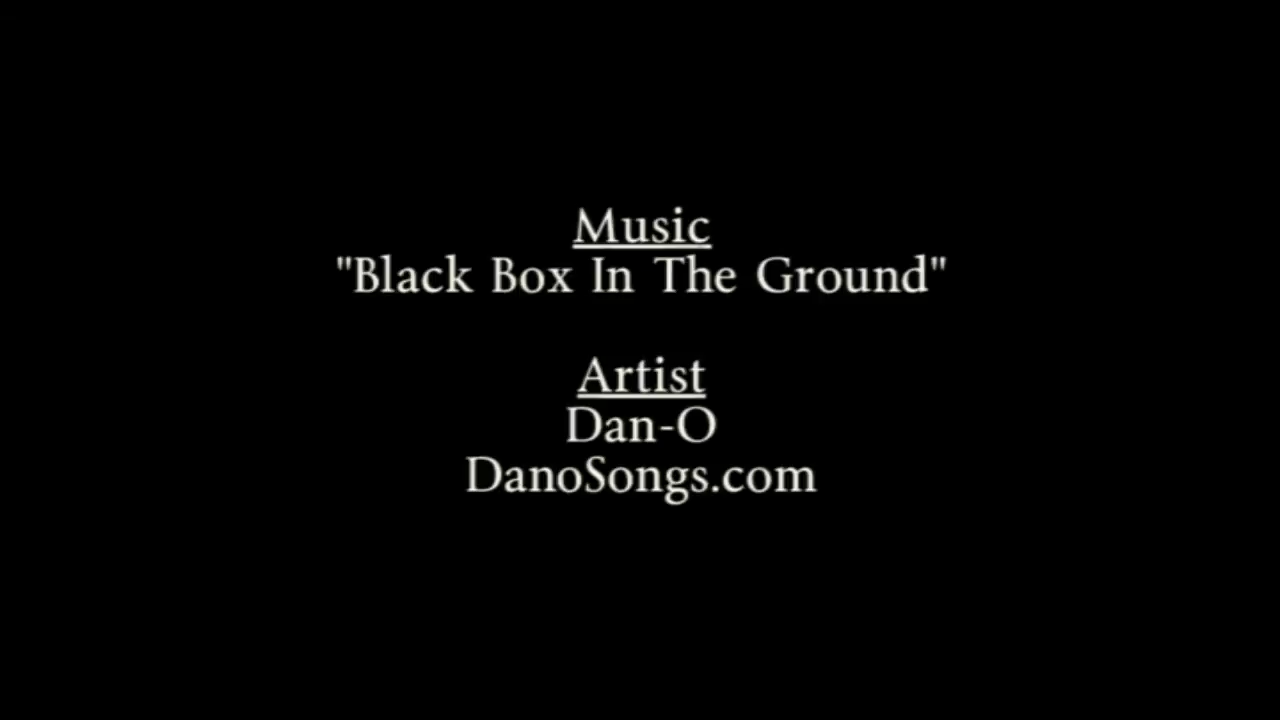 Music
"Black Box In The Ground"
Artist
Dan-O
DanoSongs.com